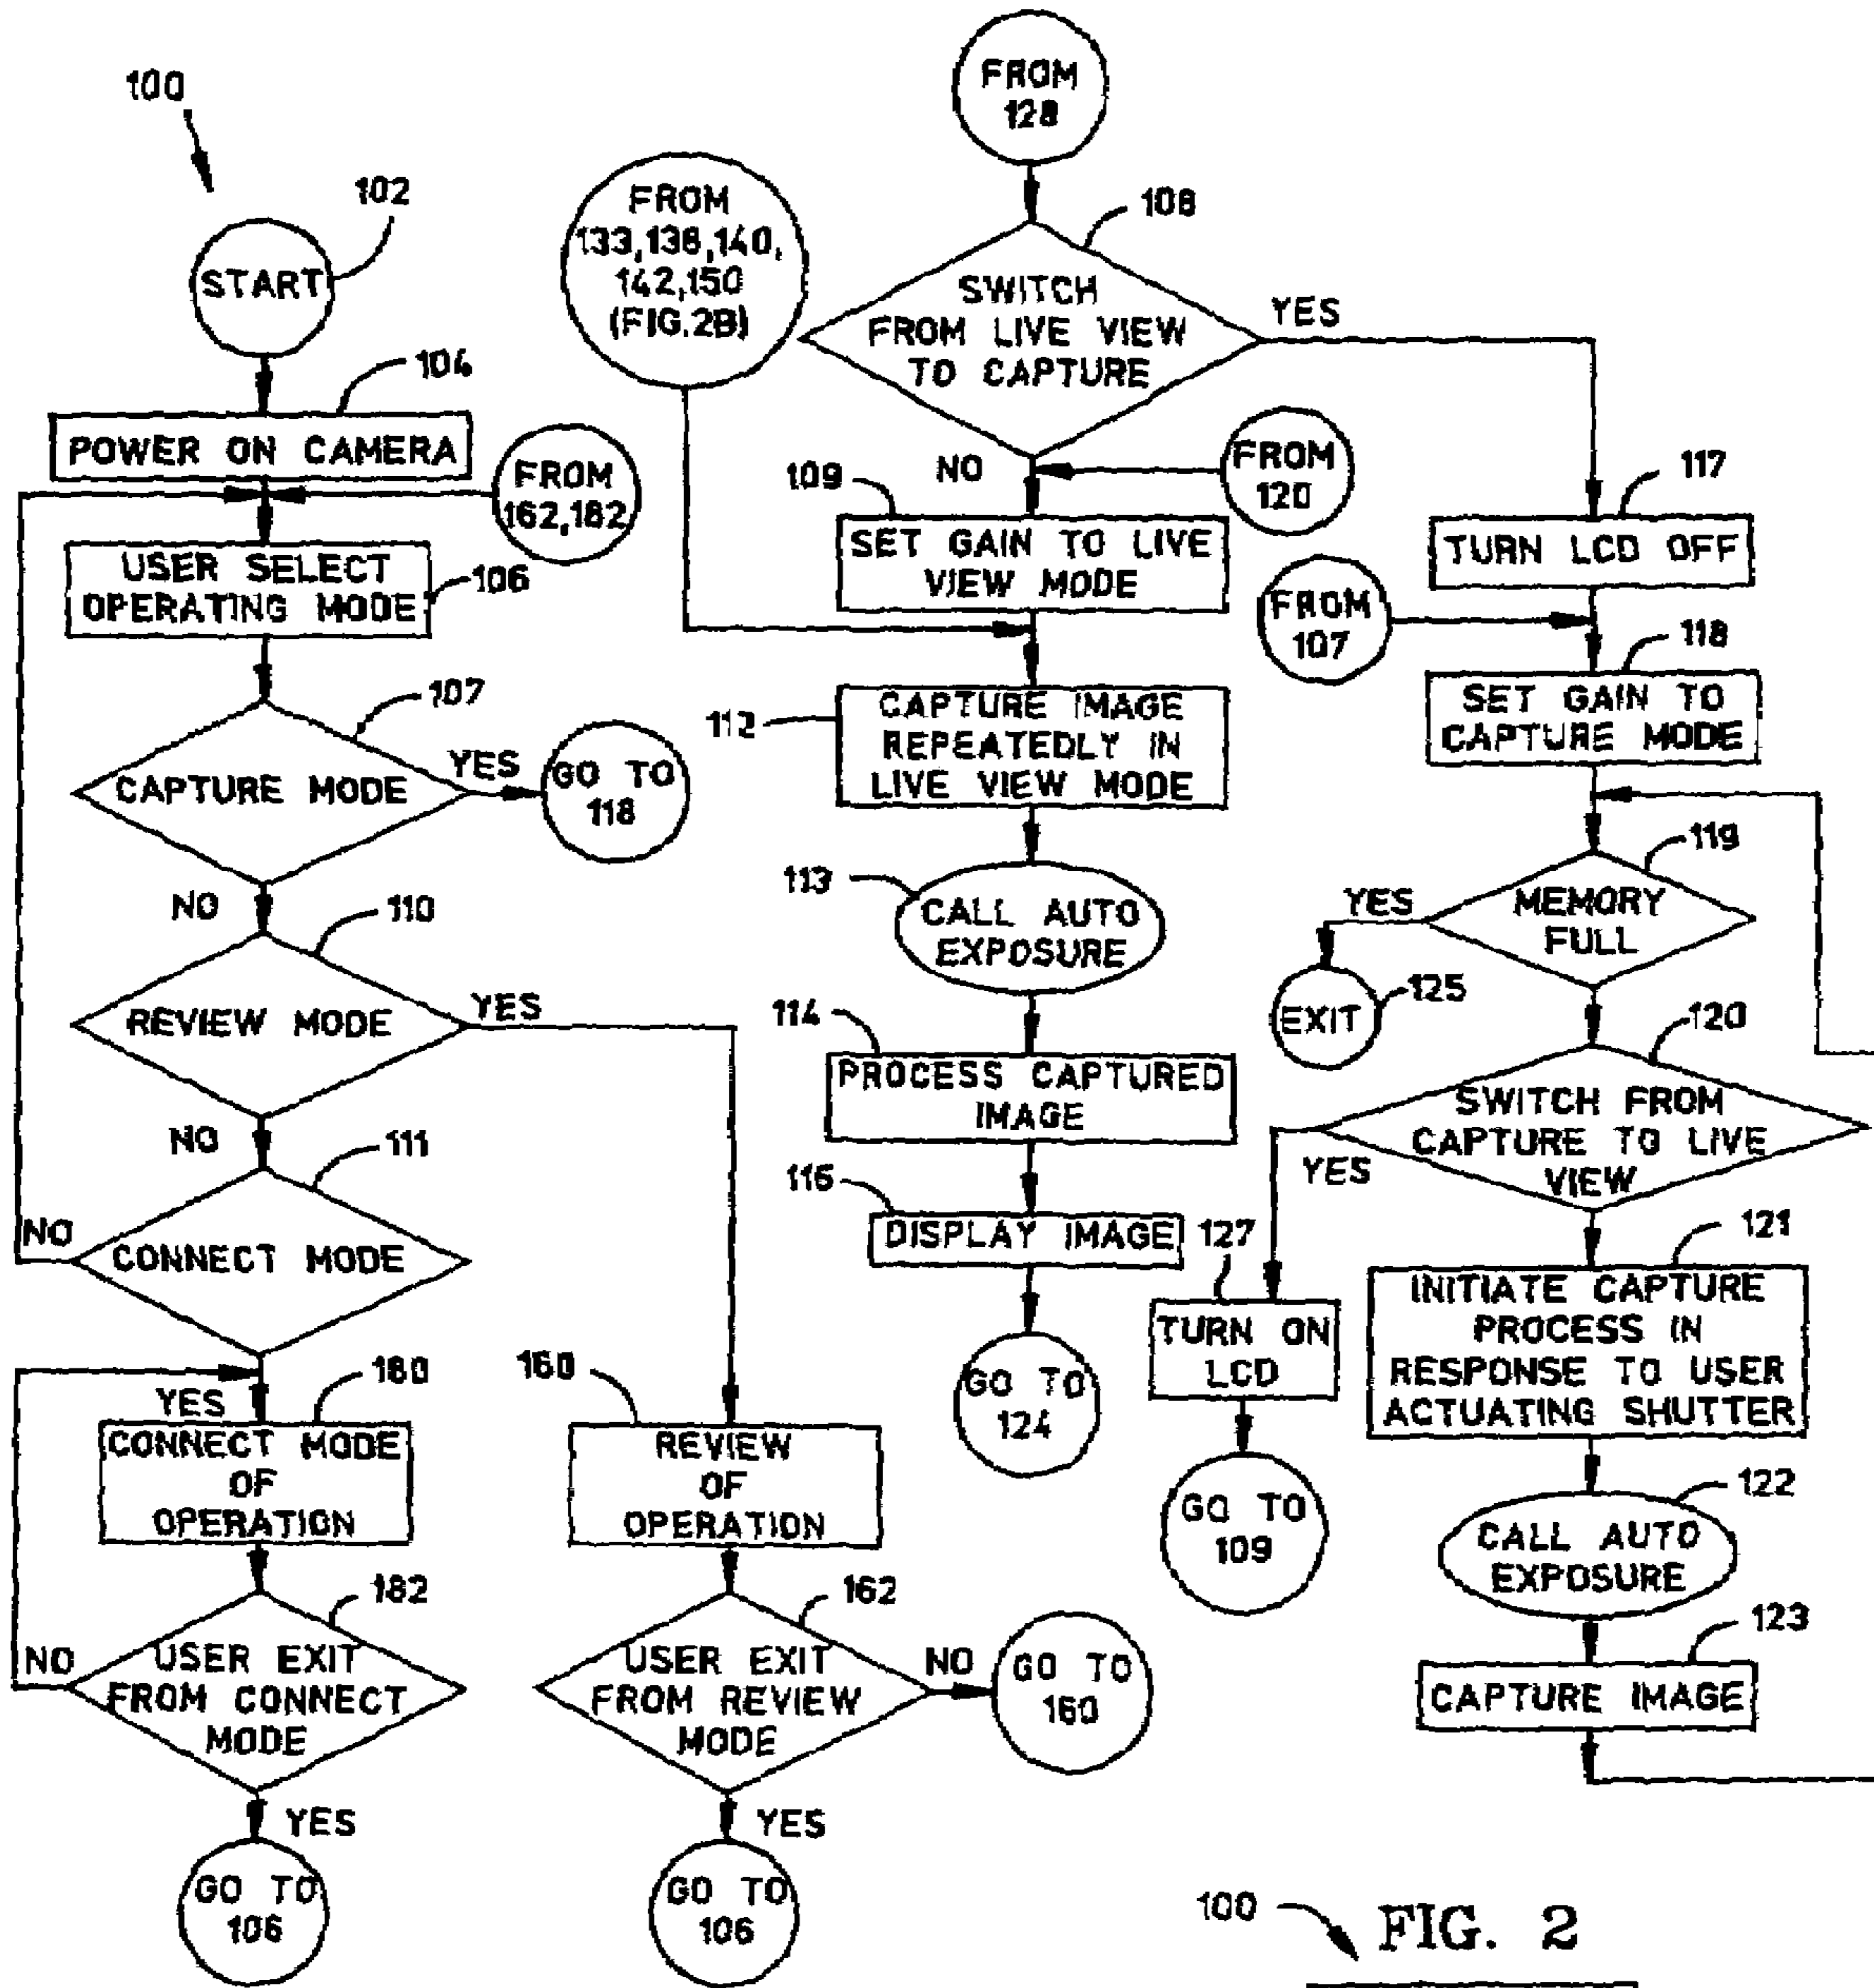 100
102
START
104
POWER ON CAMERA
FROM
162,182
USER SELECT
OPERATING MODE
106
107
CAPTURE MODE
YES
GO TO
118
NO
110
REVIEW MODE
YES
NO
111
NO
CONNECT MODE
180
YES
CONNECT MODE
OF
OPERATION
182
NO
USER EXIT
FROM CONNECT
MODE
YES
GO TO
106
160
REVIEW
OF
OPERATION
162
USER EXIT
FROM REVIEW
MODE
NO
GO TO
160
YES
GO TO
106
FROM
128
FROM
133,136,140,
142,150
(FIG.2B)
108
SWITCH
FROM LIVE VIEW
TO CAPTURE
YES
NO
FROM
120
109
SET GAIN TO LIVE
VIEW MODE
112
CAPTURE IMAGE
REPEATEDLY IN
LIVE VIEW MODE
113
CALL AUTO
EXPOSURE
114
PROCESS CAPTURED
IMAGE
116
DISPLAY IMAGE
GO TO
124
117
TURN LCD OFF
FROM
107
118
SET GAIN TO
CAPTURE MODE
119
YES
MEMORY
FULL
EXIT
125
120
SWITCH FROM
CAPTURE TO LIVE
VIEW
YES
127
TURN ON
LCD
GO TO
109
121
INITIATE CAPTURE
PROCESS IN
RESPONSE TO USER
ACTUATING SHUTTER
122
CALL AUTO
EXPOSURE
123
CAPTURE IMAGE
100
FIG. 2